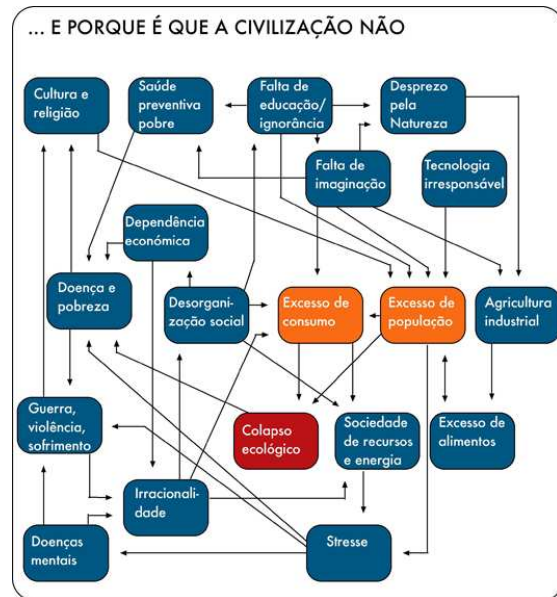 ... E PORQUE É QUE A CIVILIZAÇÃO NÃO
Cultura e
religião
Saúde
preventiva
pobre
Falta de
educação/
ignorância
Desprezo
pela
Natureza
Falta de
imaginação
Tecnologia
irresponsável
Dependência
económica
Doença e
pobreza
Desorgani-
zação social
Excesso de
consumo
Excesso de
população
Agricultura
industrial
Guerra,
violência,
sofrimento
Colapso
ecológico
Sociedade
de recursos
e energia
Excesso de
alimentos
Irracionali-
dade
Doenças
mentais
Stresse